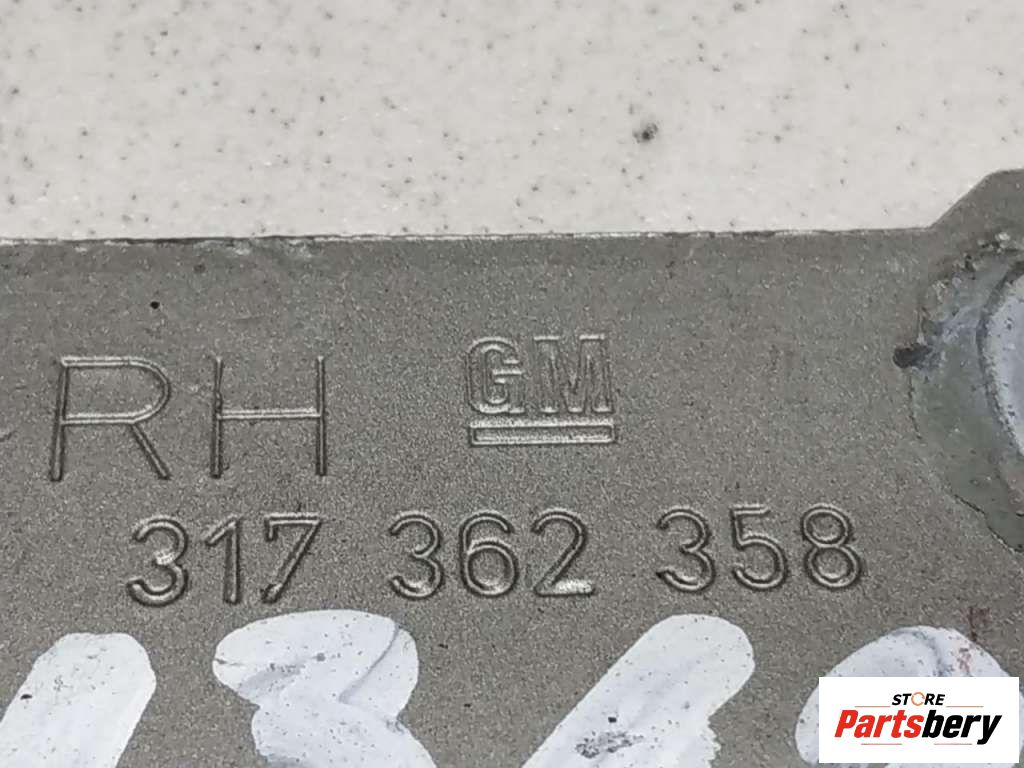 RH GM
317 362 358
STORE
Partsbery